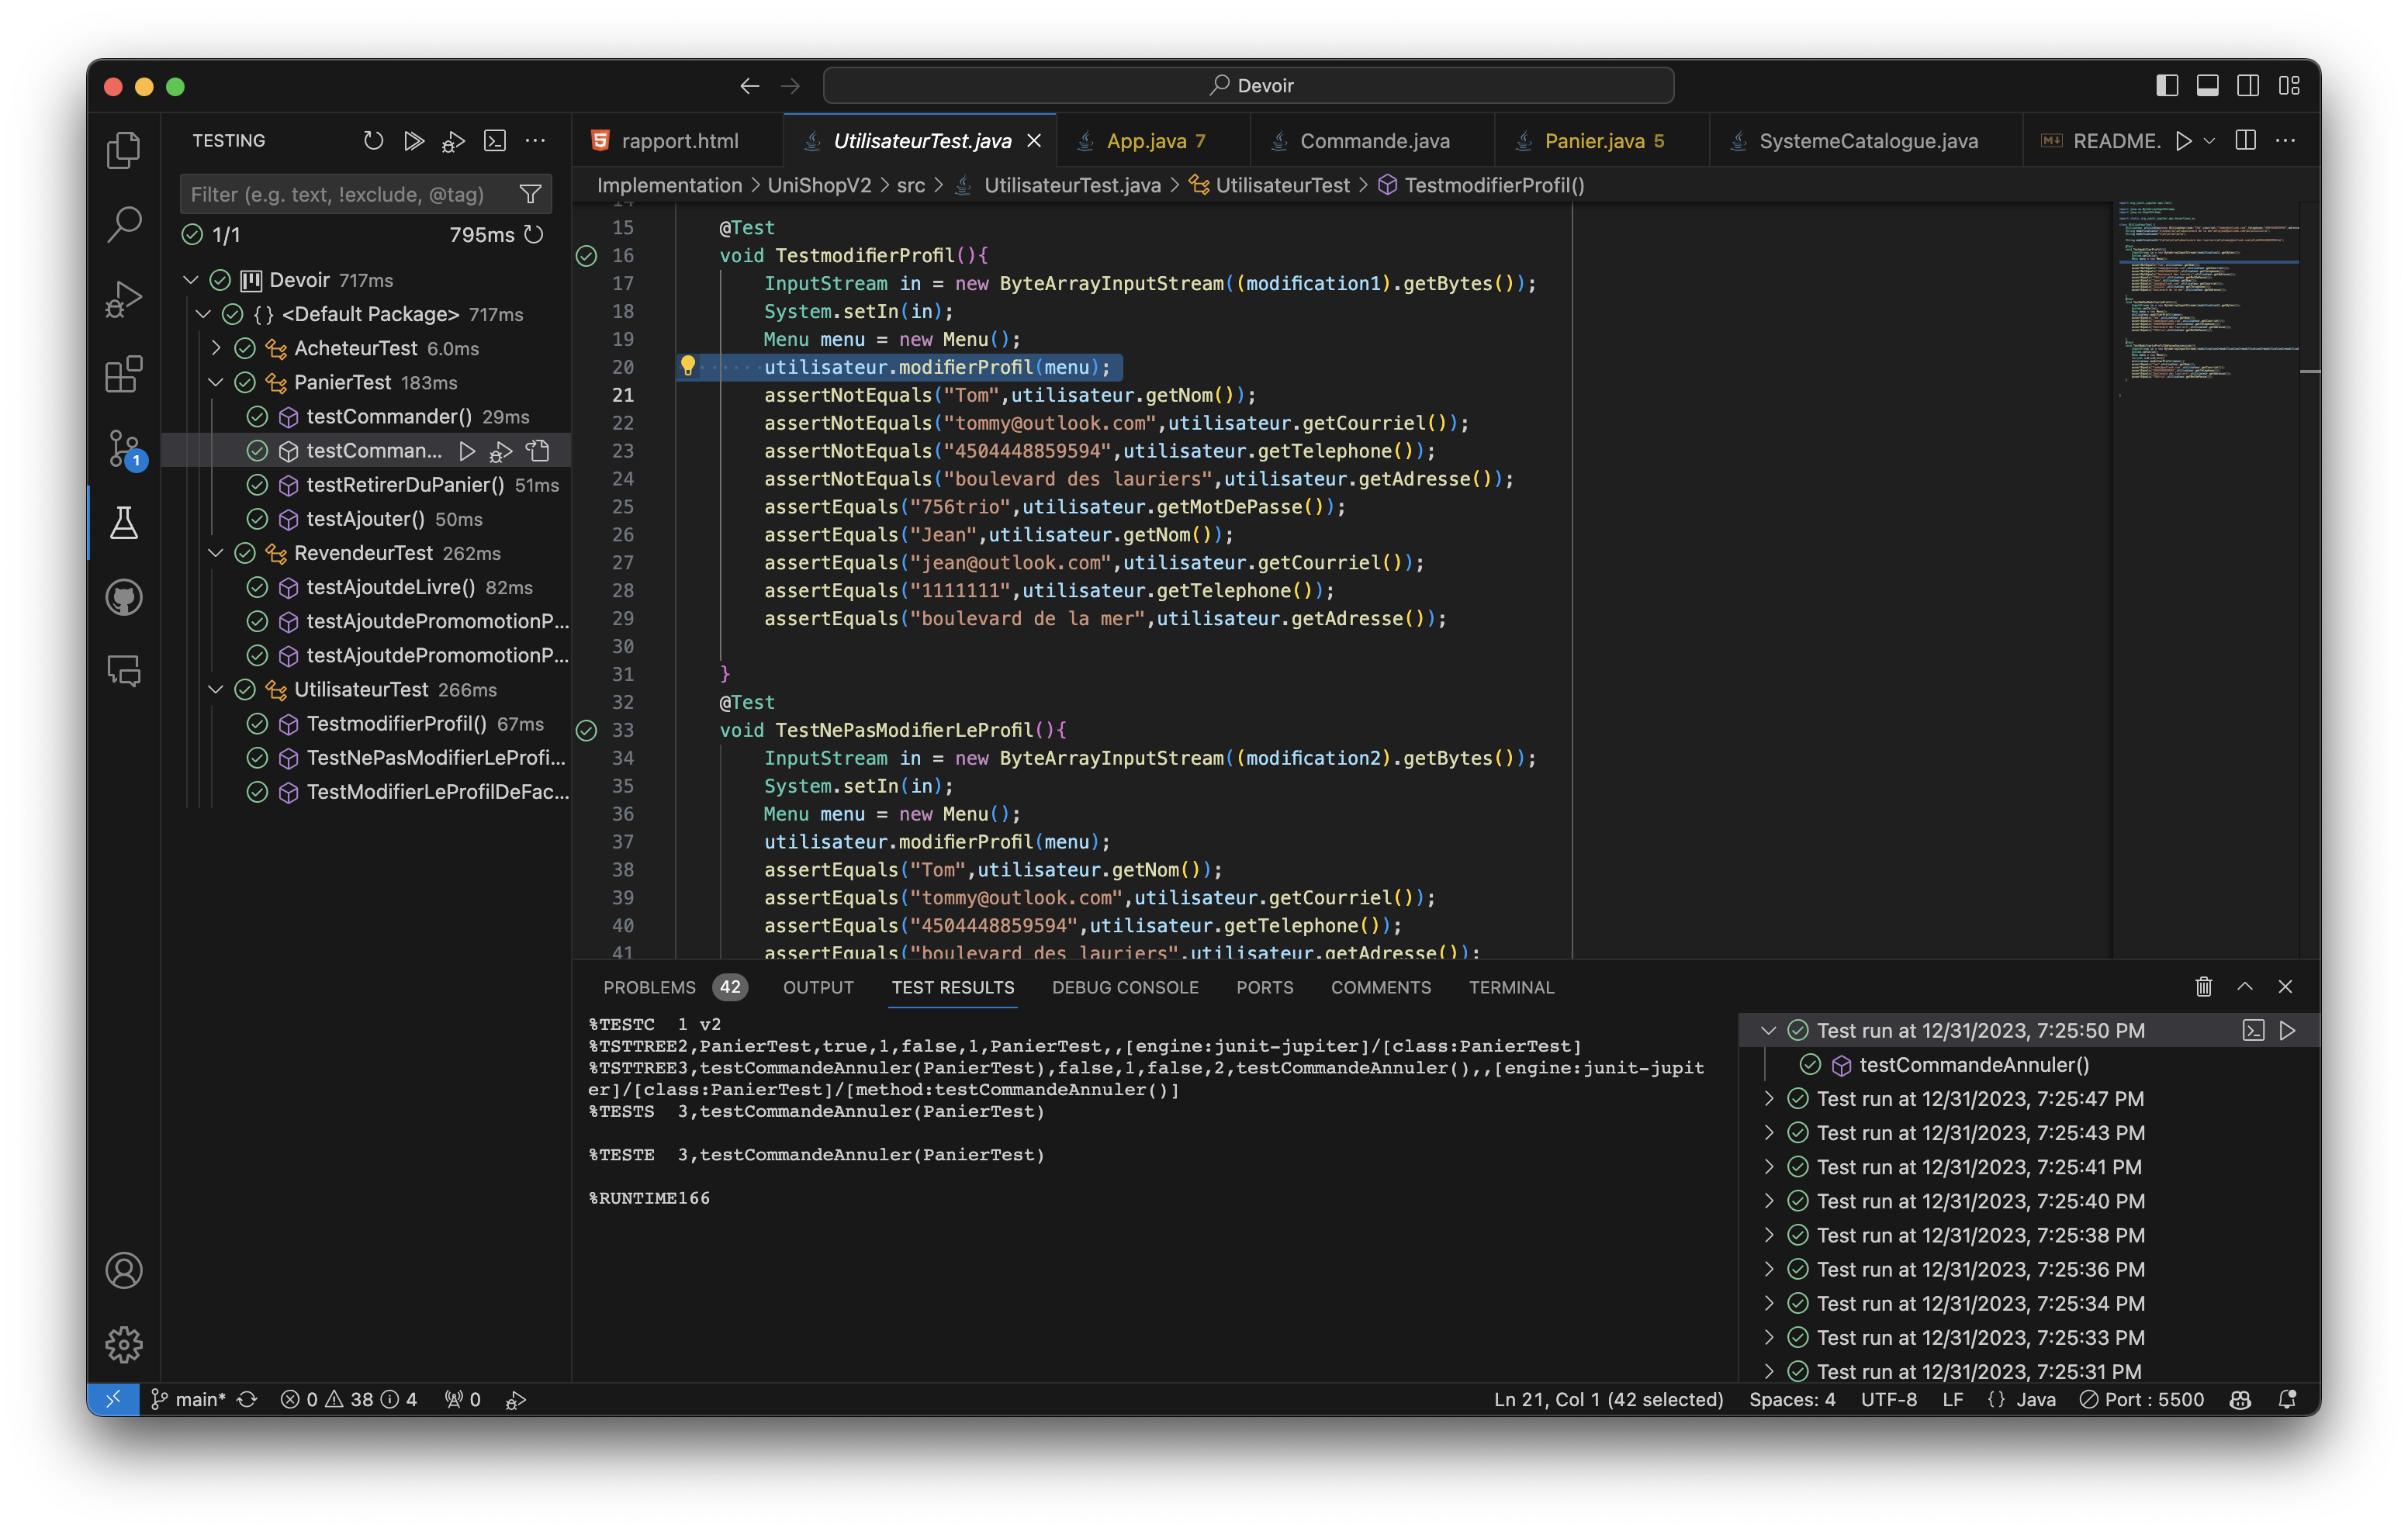 Devoir
TESTING
Filter (e.g. text, !exclude, @tag)
1/1 795ms
Devoir 717ms
{} <Default Package> 717ms
AcheteurTest 6.0ms
PanierTest 183ms
testCommander() 29ms
testComman...
testRetirerDuPanier() 51ms
testAjouter() 50ms
RevendeurTest 262ms
testAjoutdeLivre() 82ms
testAjoutdePromomotionP...
testAjoutdePromomotionP...
UtilisateurTest 266ms
TestmodifierProfil() 67ms
TestNePasModifierLeProfi...
TestModifierLeProfilDeFac...
1
rapport.html UtilisateurTest.java App.java 7 Commande.java Panier.java 5 SystemeCatalogue.java README.
Implementation > UniShopV2 > src > UtilisateurTest.java > UtilisateurTest > TestmodifierProfil()
14
15 @Test
16 void TestmodifierProfil(){
17 InputStream in = new ByteArrayInputStream((modification1).getBytes());
18 System.setIn(in);
19 Menu menu = new Menu();
20 utilisateur.modifierProfil(menu);
21 assertNotEquals("Tom",utilisateur.getNom());
22 assertNotEquals("tommy@outlook.com",utilisateur.getCourriel());
23 assertNotEquals("4504448859594",utilisateur.getTelephone());
24 assertNotEquals("boulevard des lauriers",utilisateur.getAdresse());
25 assertEquals("756trio",utilisateur.getMotDePasse());
26 assertEquals("Jean",utilisateur.getNom());
27 assertEquals("jean@outlook.com",utilisateur.getCourriel());
28 assertEquals("1111111",utilisateur.getTelephone());
29 assertEquals("boulevard de la mer",utilisateur.getAdresse());
30
31 }
32 @Test
33 void TestNePasModifierLeProfil(){
34 InputStream in = new ByteArrayInputStream((modification2).getBytes());
35 System.setIn(in);
36 Menu menu = new Menu();
37 utilisateur.modifierProfil(menu);
38 assertEquals("Tom",utilisateur.getNom());
39 assertEquals("tommy@outlook.com",utilisateur.getCourriel());
40 assertEquals("4504448859594",utilisateur.getTelephone());
41 assertEquals("boulevard des lauriers",utilisateur.getAdresse());
PROBLEMS 42 OUTPUT TEST RESULTS DEBUG CONSOLE PORTS COMMENTS TERMINAL
%TESTC 1 v2
%TSTTREE2,PanierTest,true,1,false,1,PanierTest,,[engine:junit-jupiter]/[class:PanierTest]
%TSTTREE3,testCommandeAnnuler(PanierTest),false,1,false,2,testCommandeAnnuler(),,[engine:junit-jupit
er]/[class:PanierTest]/[method:testCommandeAnnuler()]
%TESTS 3,testCommandeAnnuler(PanierTest)
%TESTE 3,testCommandeAnnuler(PanierTest)
%RUNTIME166
Test run at 12/31/2023, 7:25:50 PM
testCommandeAnnuler()
Test run at 12/31/2023, 7:25:47 PM
Test run at 12/31/2023, 7:25:43 PM
Test run at 12/31/2023, 7:25:41 PM
Test run at 12/31/2023, 7:25:40 PM
Test run at 12/31/2023, 7:25:38 PM
Test run at 12/31/2023, 7:25:36 PM
Test run at 12/31/2023, 7:25:34 PM
Test run at 12/31/2023, 7:25:33 PM
Test run at 12/31/2023, 7:25:31 PM
main* 0 38 4 0 Ln 21, Col 1 (42 selected) Spaces: 4 UTF-8 LF {} Java Port : 5500